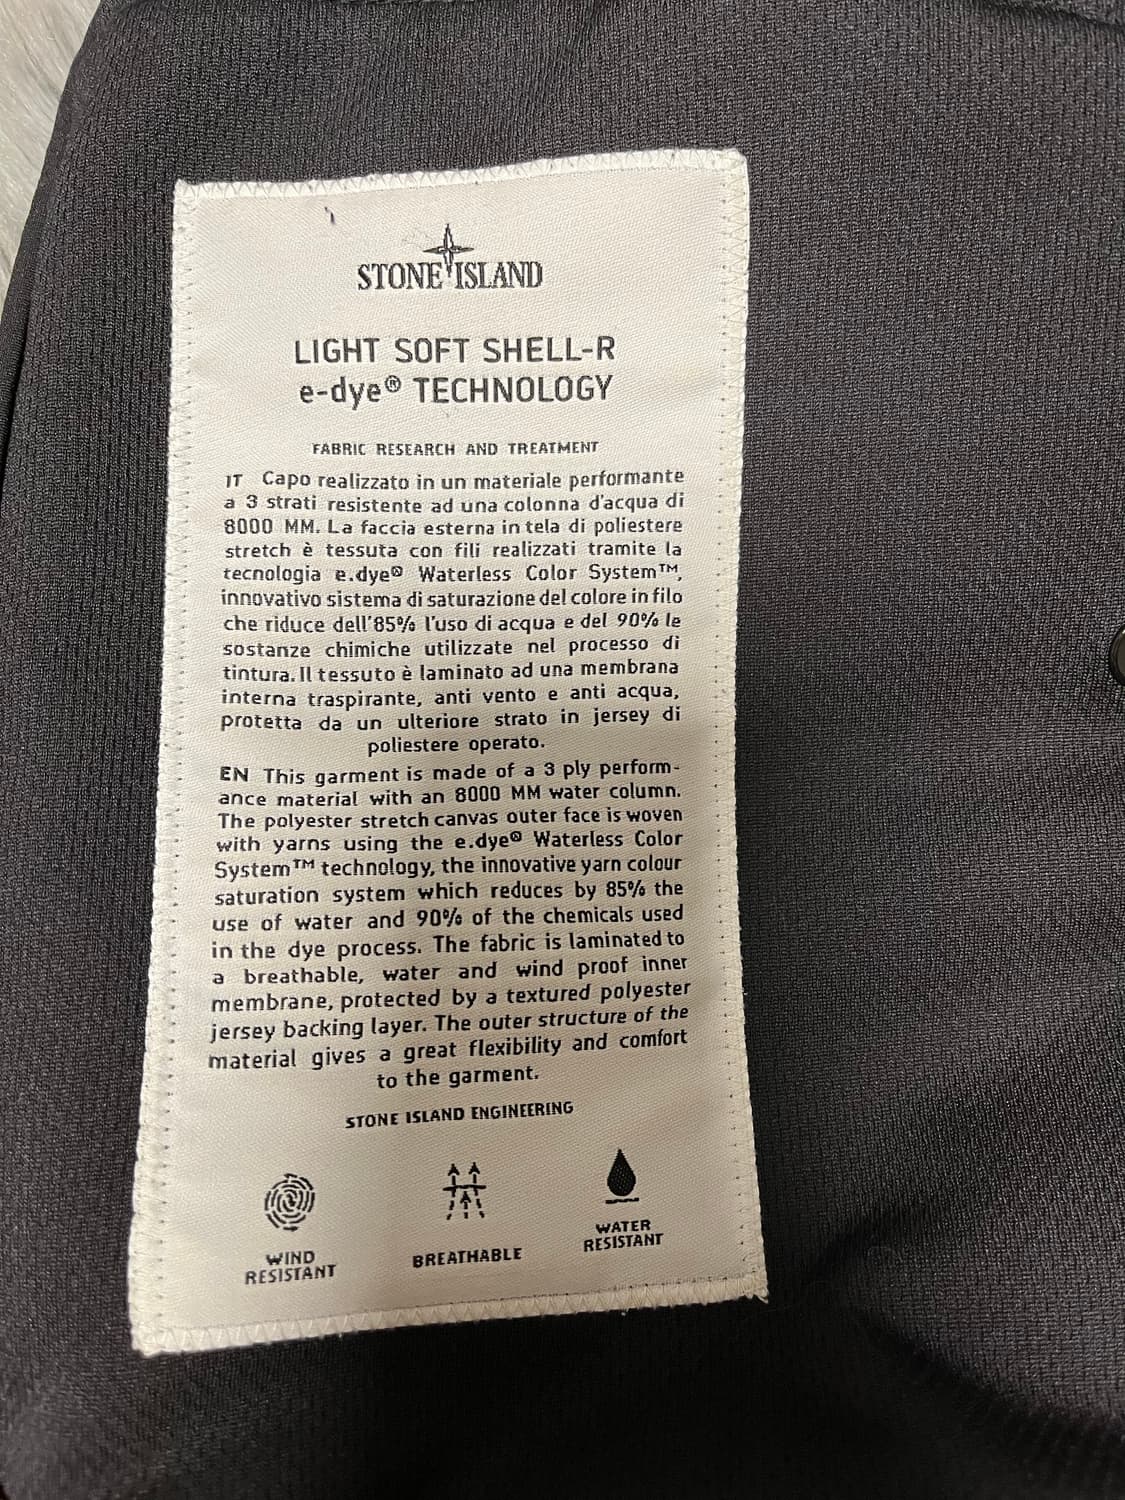 STONE ISLAND
LIGHT SOFT SHELL-R
e-dye® TECHNOLOGY
FABRIC RESEARCH AND TREATMENT
IT Capo realizzato in un materiale performante
a 3 strati resistente ad una colonna d'acqua di
8000 MM. La faccia esterna in tela di poliestere
stretch è tessuta con fili realizzati tramite la
tecnologia e.dye® Waterless Color System™,
innovativo sistema di saturazione del colore in filo
che riduce dell'85% l'uso di acqua e del 90% le
sostanze chimiche utilizzate nel processo di
tintura. Il tessuto è laminato ad una membrana
interna traspirante, anti vento e anti acqua,
protetta da un ulteriore strato in jersey di
poliestere operato.
EN This garment is made of a 3 ply perform-
ance material with an 8000 MM water column.
The polyester stretch canvas outer face is woven
with yarns using the e.dye® Waterless Color
System™ technology, the innovative yarn colour
saturation system which reduces by 85% the
use of water and 90% of the chemicals used
in the dye process. The fabric is laminated to
a breathable, water and wind proof inner
membrane, protected by a textured polyester
jersey backing layer. The outer structure of the
material gives a great flexibility and comfort
to the garment.
STONE ISLAND ENGINEERING
WIND
RESISTANT
BREATHABLE
WATER
RESISTANT